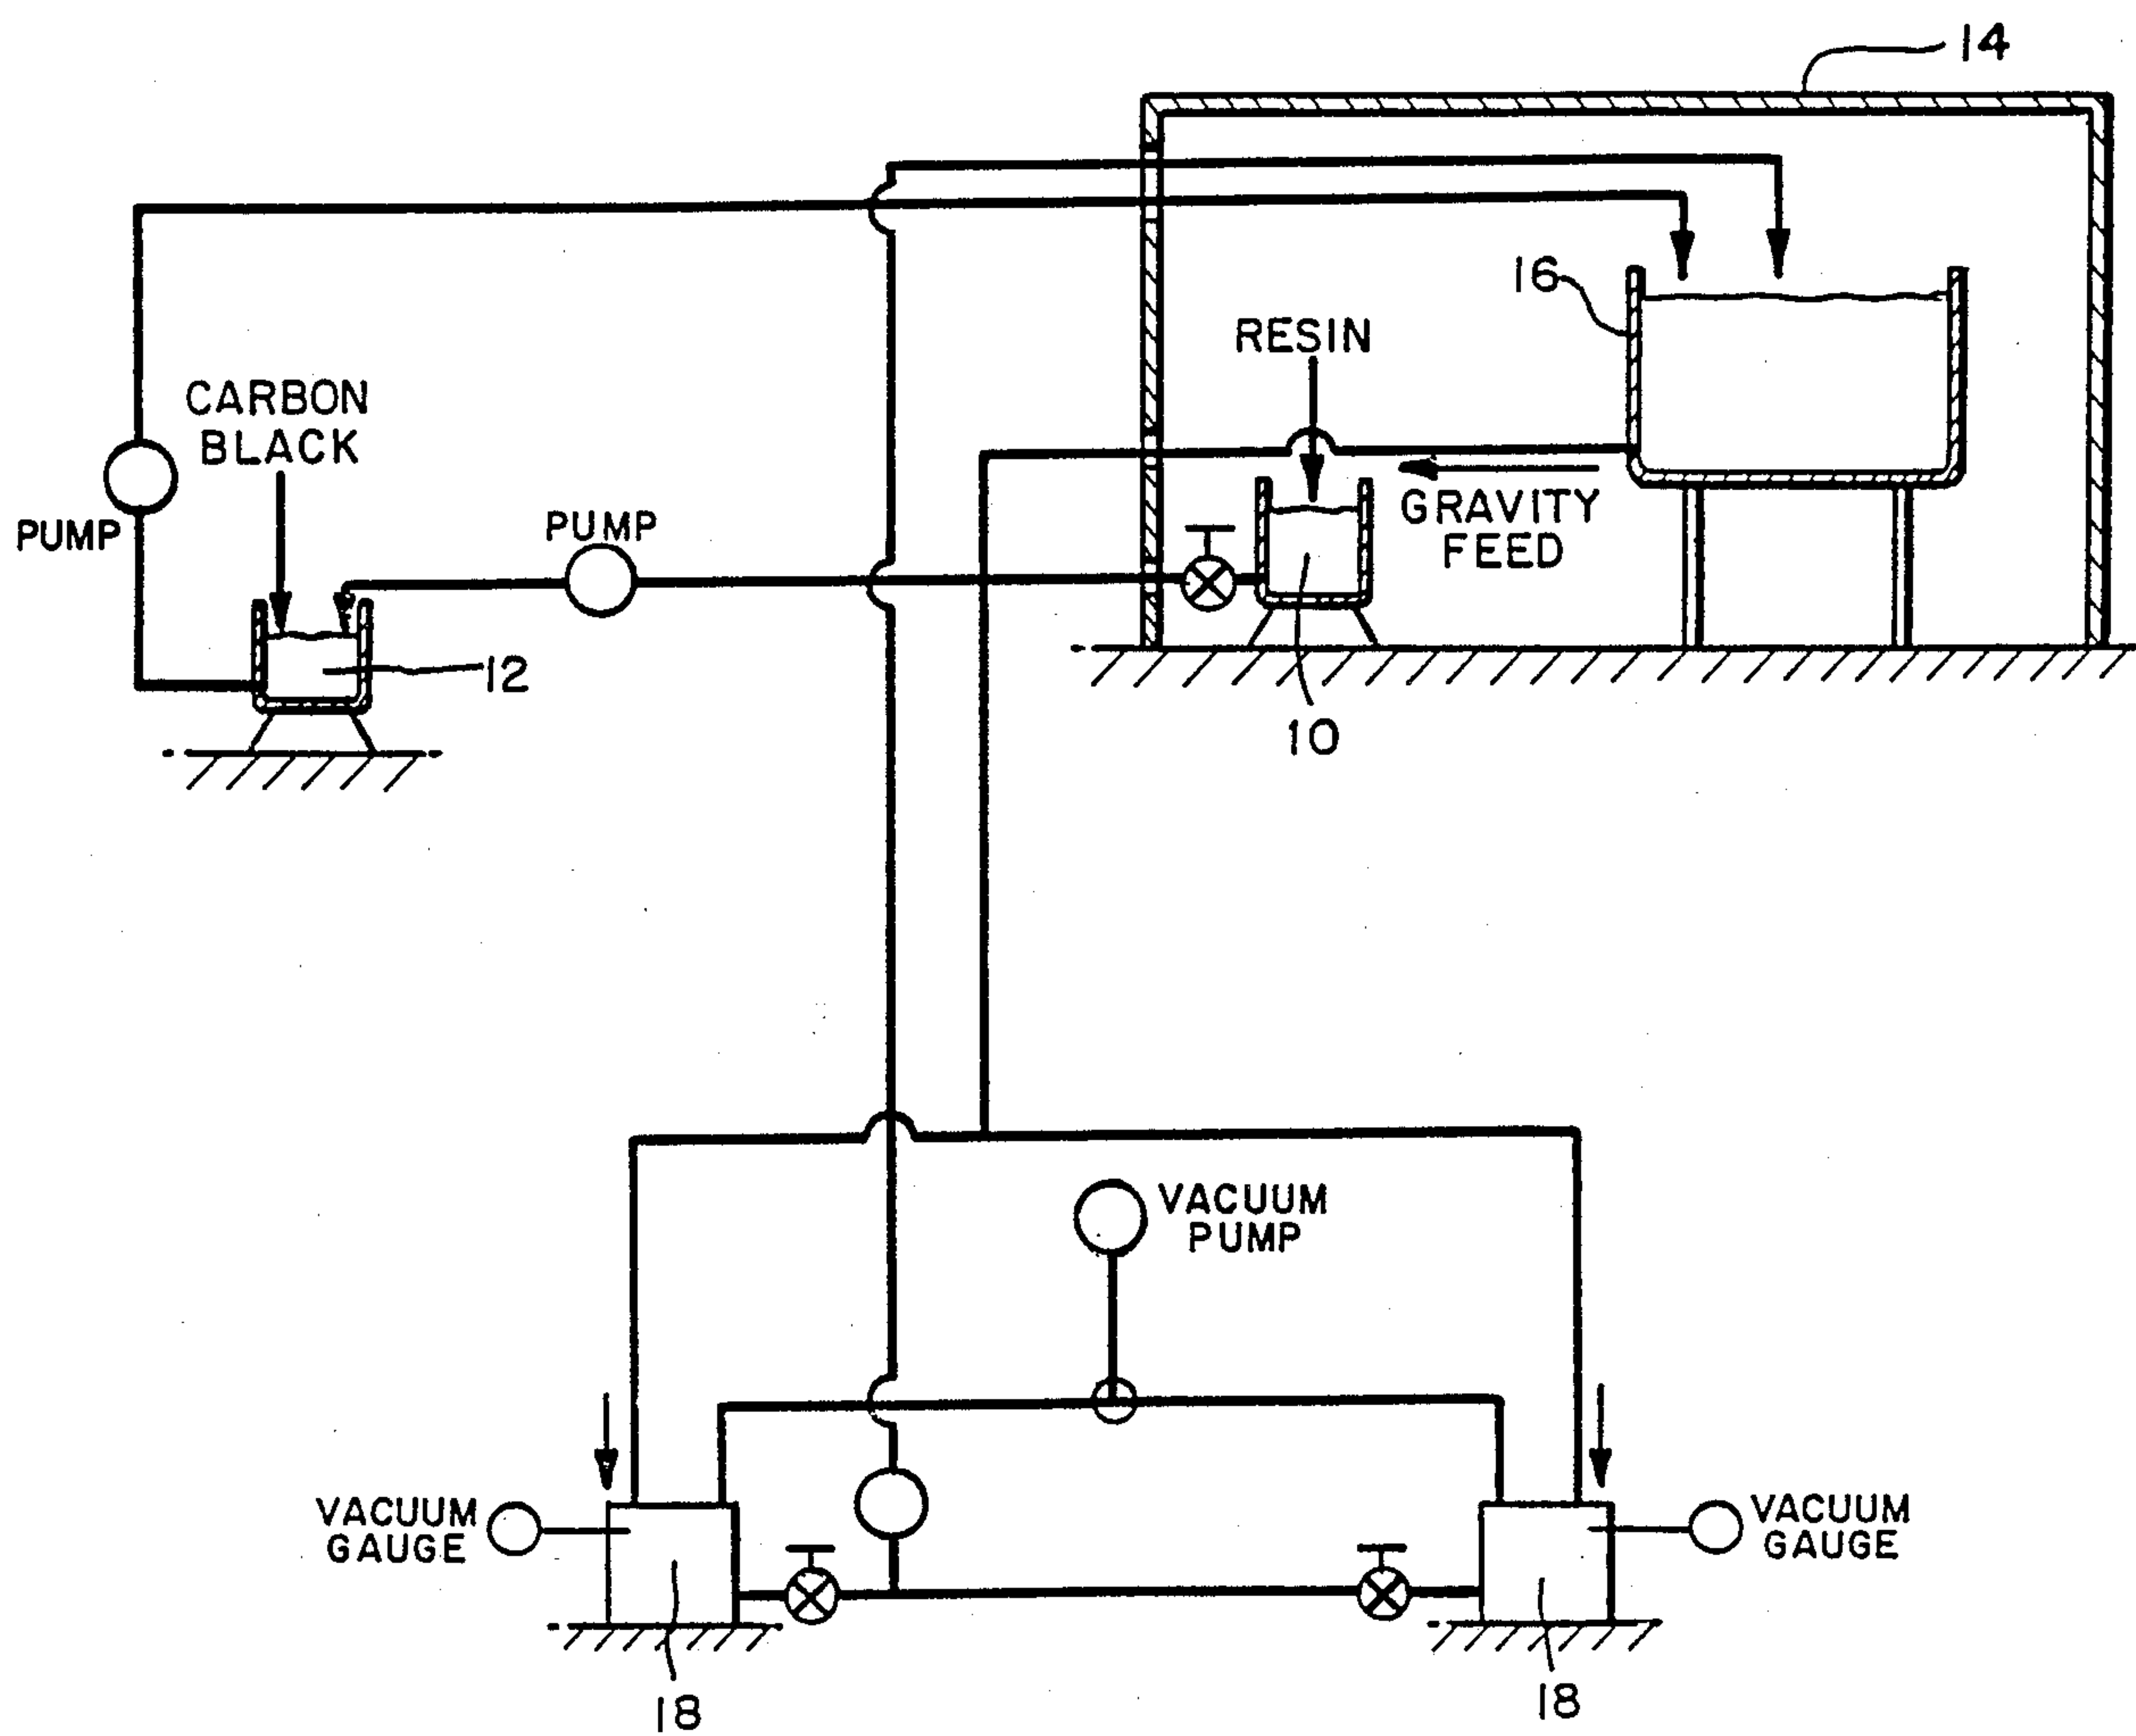 14
16
RESIN
CARBON
BLACK
PUMP
PUMP
GRAVITY
FEED
12
10
VACUUM
PUMP
VACUUM
GAUGE
VACUUM
GAUGE
18
18